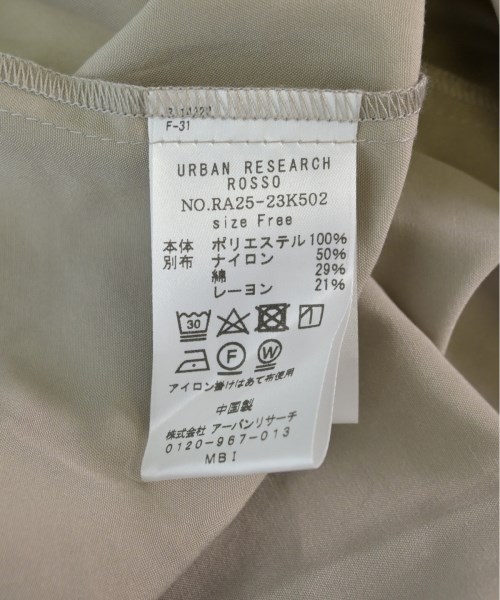 F-31
URBAN RESEARCH
ROSSO
NO.RA25-23K502
size Free
本体 ポリエステル 100%
別布 ナイロン 50%
綿 29%
レーヨン 21%
30
F W
アイロン掛けはあて布使用
中国製
株式会社 アーバンリサーチ
0120-967-013
MBI